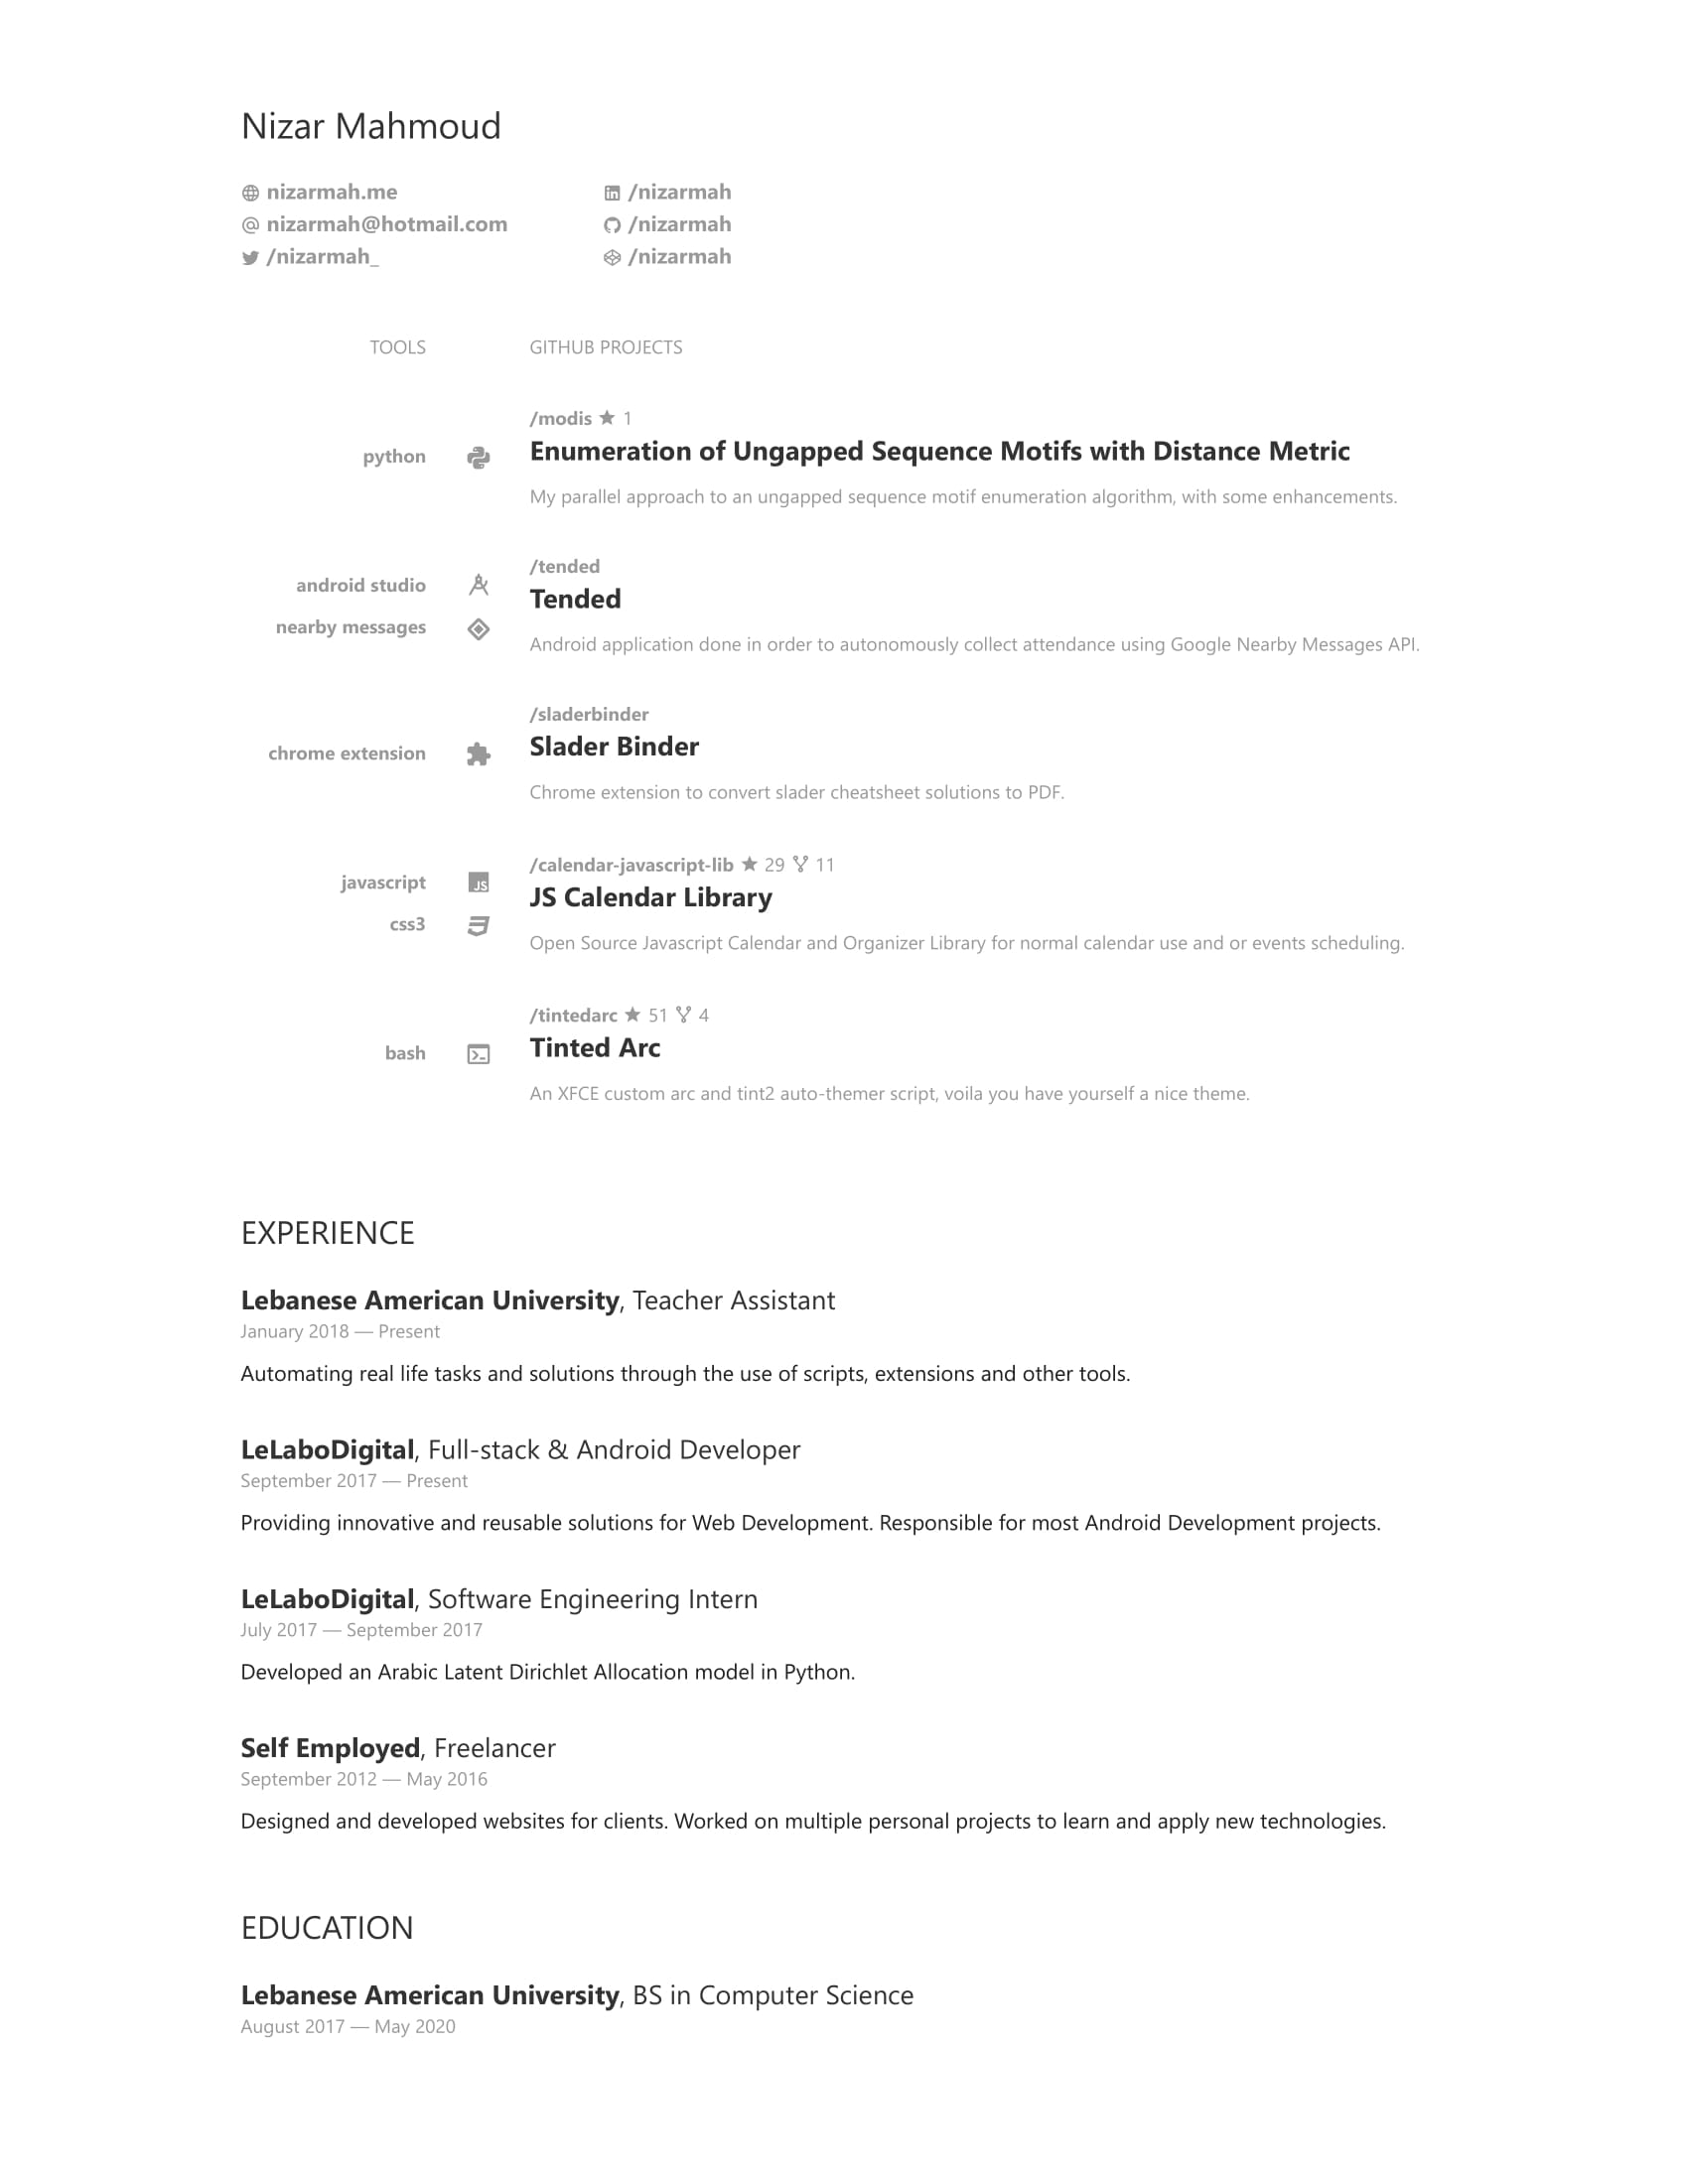 Nizar Mahmoud
nizarmah.me
nizarmah@hotmail.com
/nizarmah_
/nizarmah
/nizarmah
/nizarmah
TOOLS
GITHUB PROJECTS
python
/modis ★ 1
Enumeration of Ungapped Sequence Motifs with Distance Metric
My parallel approach to an ungapped sequence motif enumeration algorithm, with some enhancements.
android studio
nearby messages
/tended
Tended
Android application done in order to autonomously collect attendance using Google Nearby Messages API.
chrome extension
/sladerbinder
Slader Binder
Chrome extension to convert slader cheatsheet solutions to PDF.
javascript
JS
css3
/calendar-javascript-lib ★ 29 11
JS Calendar Library
Open Source Javascript Calendar and Organizer Library for normal calendar use and or events scheduling.
bash
/tintedarc ★ 51 4
Tinted Arc
An XFCE custom arc and tint2 auto-themer script, voila you have yourself a nice theme.
EXPERIENCE
Lebanese American University, Teacher Assistant
January 2018 — Present
Automating real life tasks and solutions through the use of scripts, extensions and other tools.
LeLaboDigital, Full-stack & Android Developer
September 2017 — Present
Providing innovative and reusable solutions for Web Development. Responsible for most Android Development projects.
LeLaboDigital, Software Engineering Intern
July 2017 — September 2017
Developed an Arabic Latent Dirichlet Allocation model in Python.
Self Employed, Freelancer
September 2012 — May 2016
Designed and developed websites for clients. Worked on multiple personal projects to learn and apply new technologies.
EDUCATION
Lebanese American University, BS in Computer Science
August 2017 — May 2020